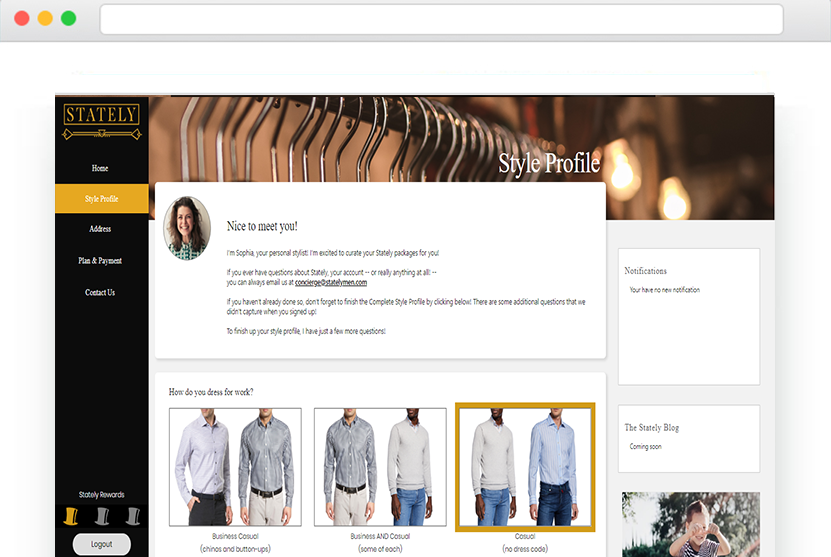 STATELY
Home
Style Profile
Address
Plan & Payment
Contact Us
Stately Rewards
Logout
Style Profile
Nice to meet you!
I'm Sophia, your personal stylist! I'm excited to curate your Stately packages for you!
If you ever have questions about Stately, your account -- or really anything at all! --
you can always email us at concierge@statelymen.com
If you haven't already done so, don't forget to finish the Complete Style Profile by clicking below! There are some additional questions that we
didn't capture when you signed up!
To finish up your style profile, I have just a few more questions!
How do you dress for work?
Business Casual
(chinos and button-ups)
Business AND Casual
(some of each)
Casual
(no dress code)
Notifications
Your have no new notification
The Stately Blog
Coming soon